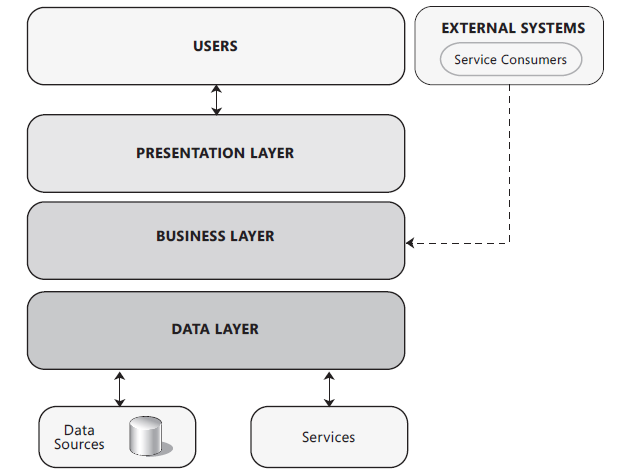 USERS
EXTERNAL SYSTEMS
Service Consumers
PRESENTATION LAYER
BUSINESS LAYER
DATA LAYER
Data
Sources
Services